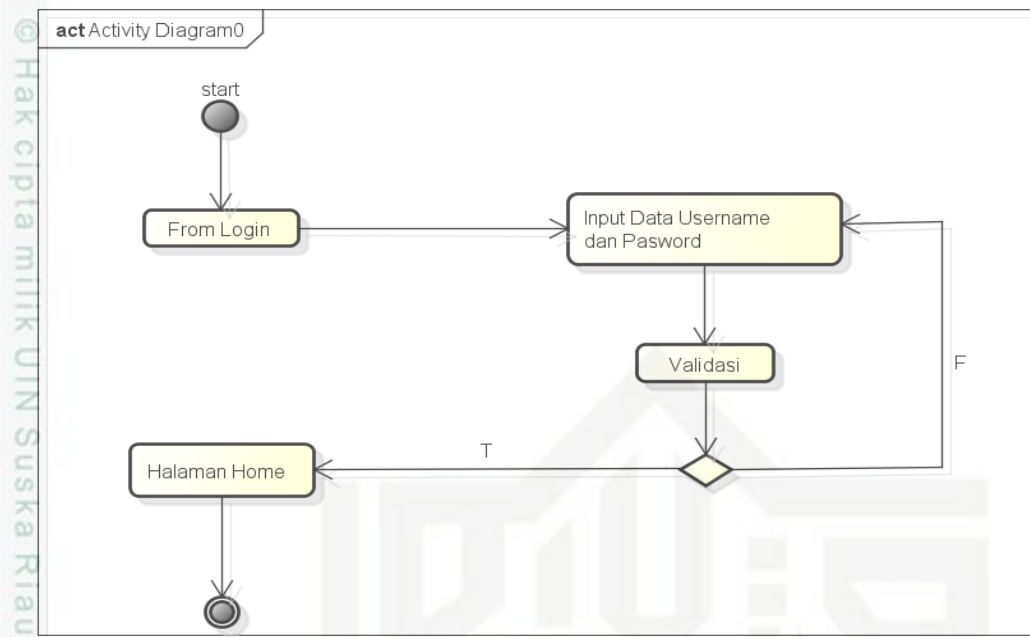 act Activity Diagram0
start
From Login
Input Data Username
dan Pasword
Validasi
F
T
Halaman Home
© Hak cipta milik UIN Suska Riau